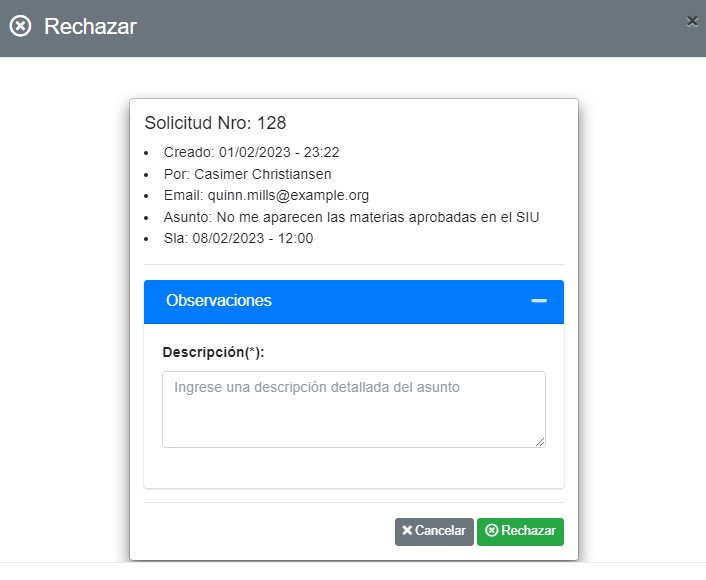 Rechazar
Solicitud Nro: 128
Creado: 01/02/2023 - 23:22
Por: Casimer Christiansen
Email: quinn.mills@example.org
Asunto: No me aparecen las materias aprobadas en el SIU
Sla: 08/02/2023 - 12:00
Observaciones
Descripción(*):
Ingrese una descripción detallada del asunto
Cancelar Rechazar